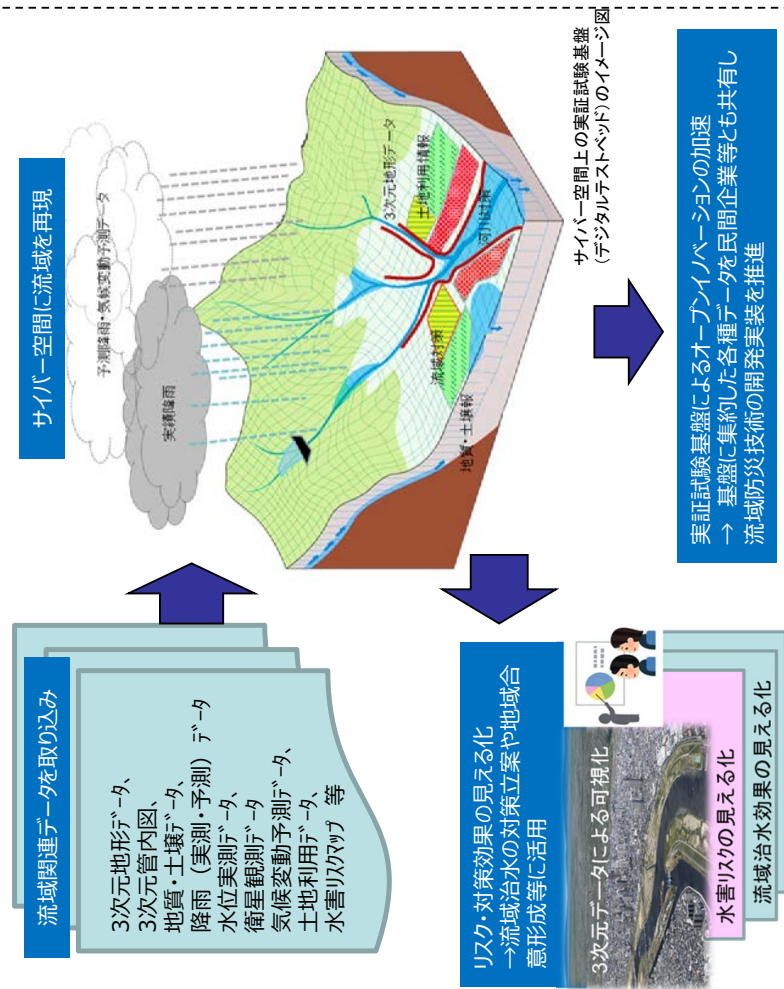 流域関連データを取り込み
3次元地形データ、
3次元管内図、
地質・土壌データ、
降雨（実測・予測）データ
水位実測データ、
衛星観測データ
気候変動予測データ、
土地利用データ、
水害リスクマップ 等
サイバー空間に流域を再現
予測降雨・気候変動予測データ
実績降雨
3次元地形データ
土地利用情報
河川対策
流域対策
地質・土壌情報
サイバー空間上の実証試験基盤
(デジタルテストベッド)のイメージ図
リスク・対策効果の見える化
→流域治水の対策立案や地域合
意形成等に活用
3次元データによる可視化
水害リスクの見える化
流域治水効果の見える化
実証試験基盤によるオープンイノベーションの加速
→ 基盤に集約した各種データを民間企業等とも共有し
流域防災技術の開発実装を推進